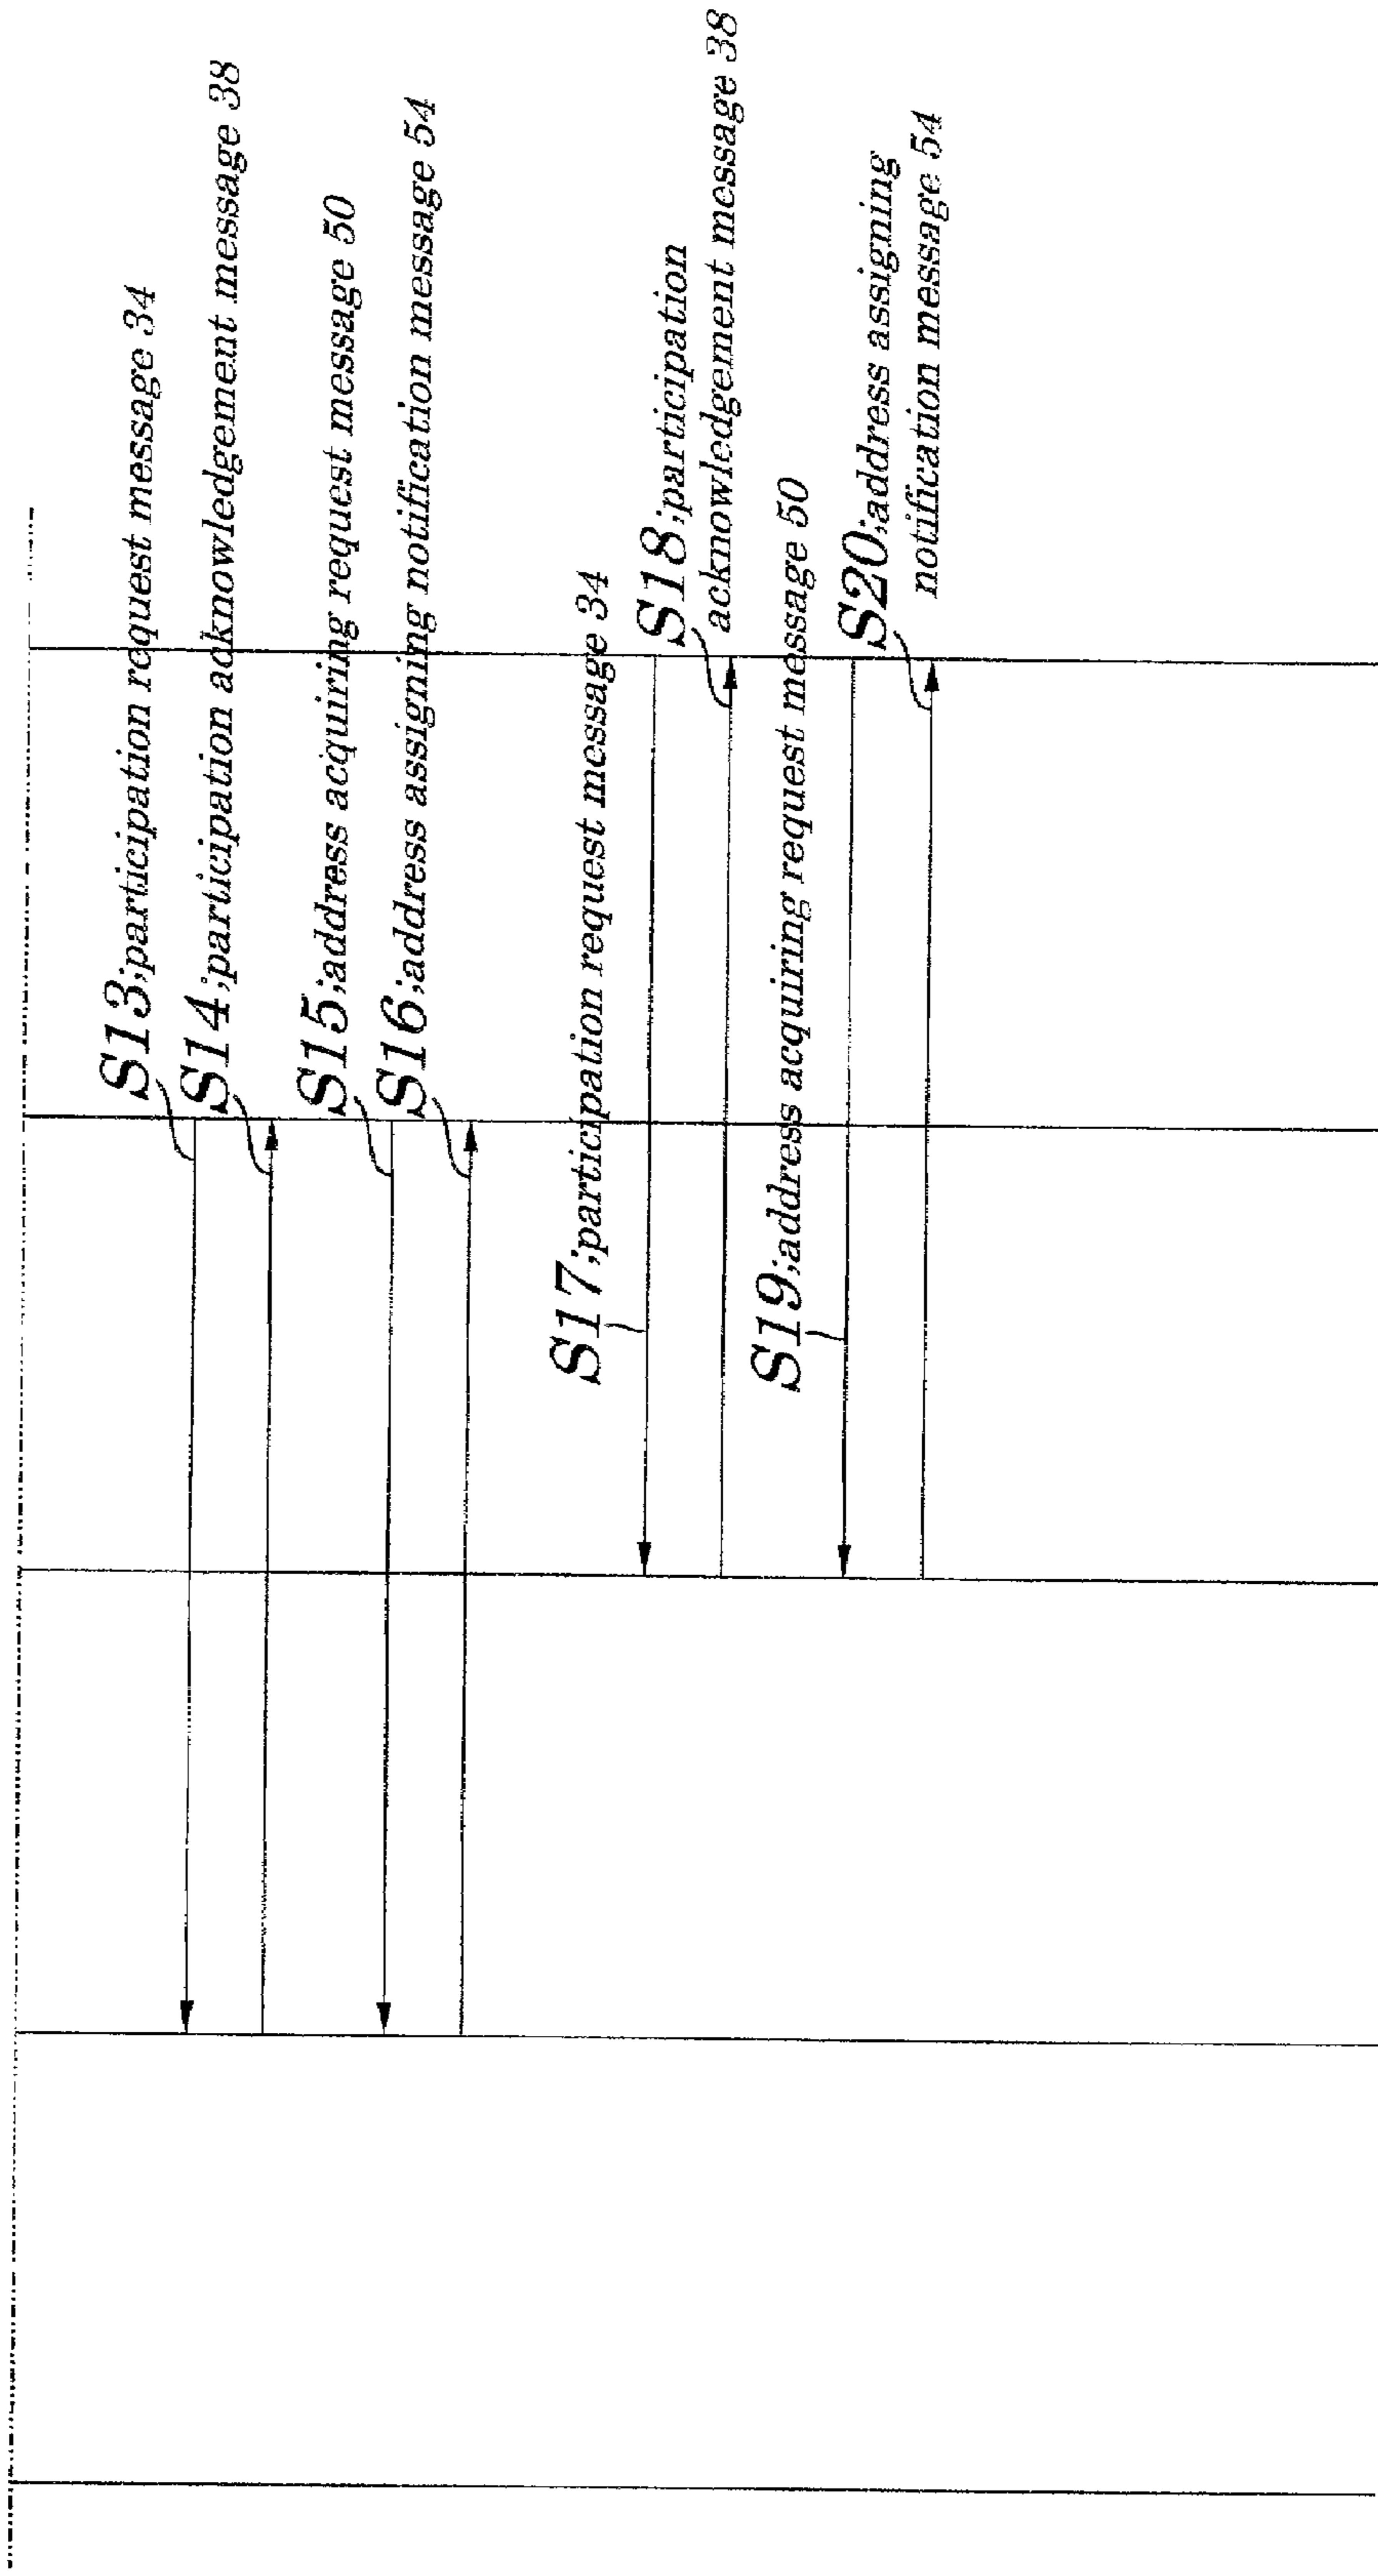 S13;participation request message 34
S14;participation acknowledgement message 38
S15;address acquiring request message 50
S16;address assigning notification message 54
S17;participation request message 34
S18;participation
acknowledgement message 38
S19;address acquiring request message 50
S20;address assigning
notification message 54